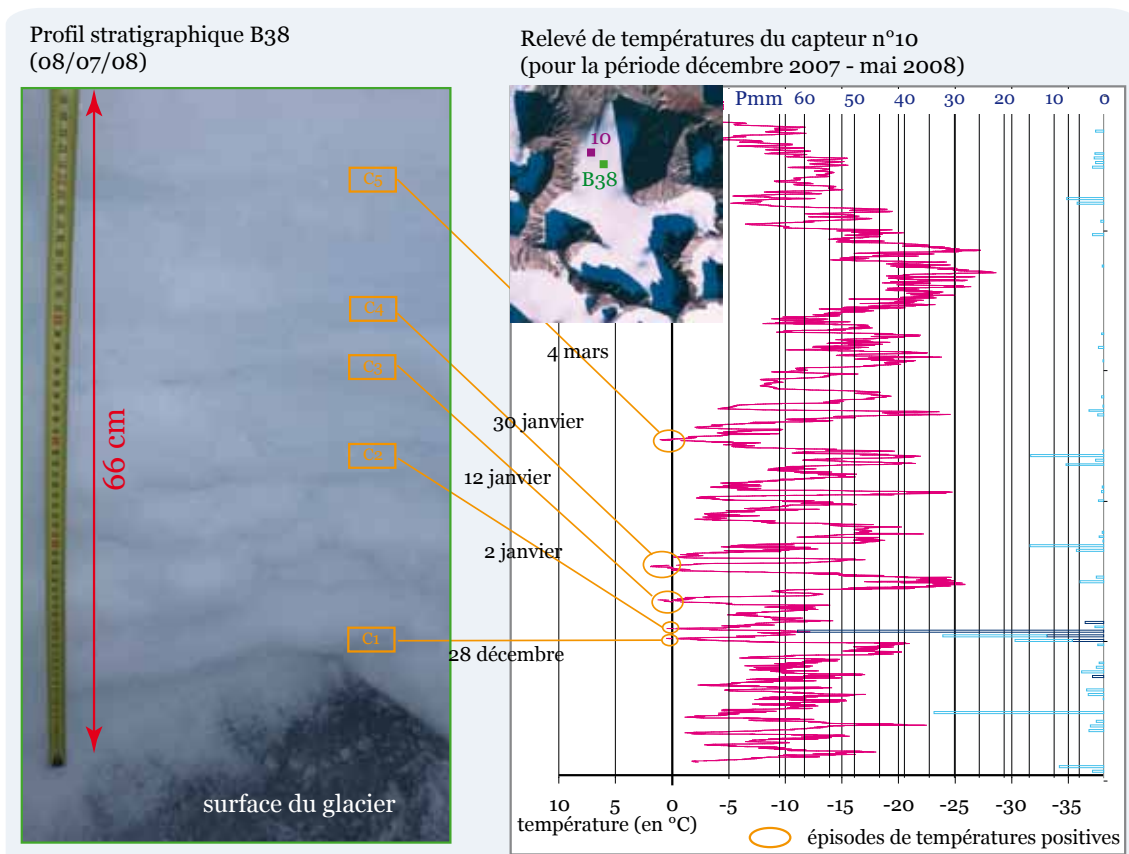 Profil stratigraphique B38
(08/07/08)
Relevé de températures du capteur n°10
(pour la période décembre 2007 - mai 2008)
Pmm 60 50 40 30 20 10 0
10
B38
C5
C4
C3
C2
C1
66 cm
4 mars
30 janvier
12 janvier
2 janvier
28 décembre
surface du glacier
10 5 0 -5 -10 -15 -20 -25 -30 -35
température (en °C)
épisodes de températures positives